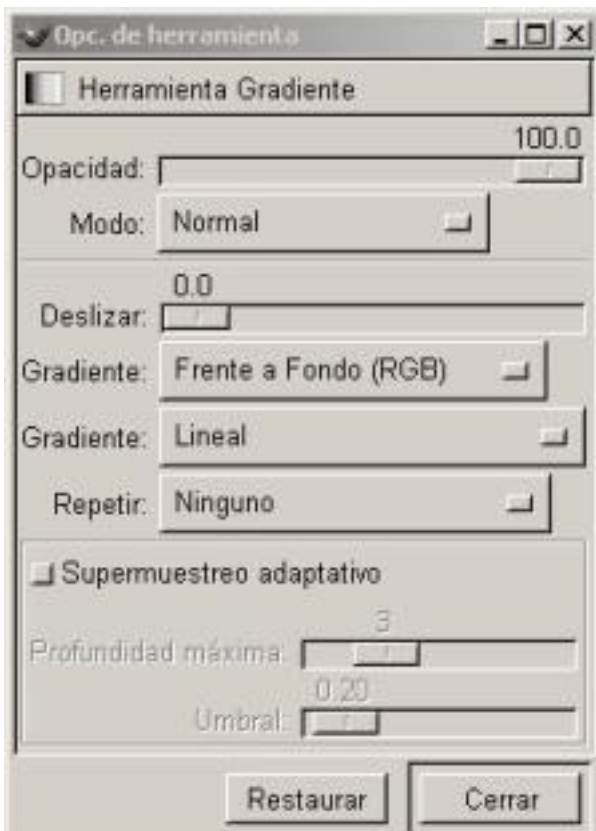 Opc. de herramienta
Herramienta Gradiente
100.0
Opacidad:
Modo: Normal
0.0
Deslizar:
Gradiente: Frente a Fondo (RGB)
Gradiente: Lineal
Repetir: Ninguno
Supermuestreo adaptativo
3
Profundidad máxima:
0.20
Umbral:
Restaurar Cerrar